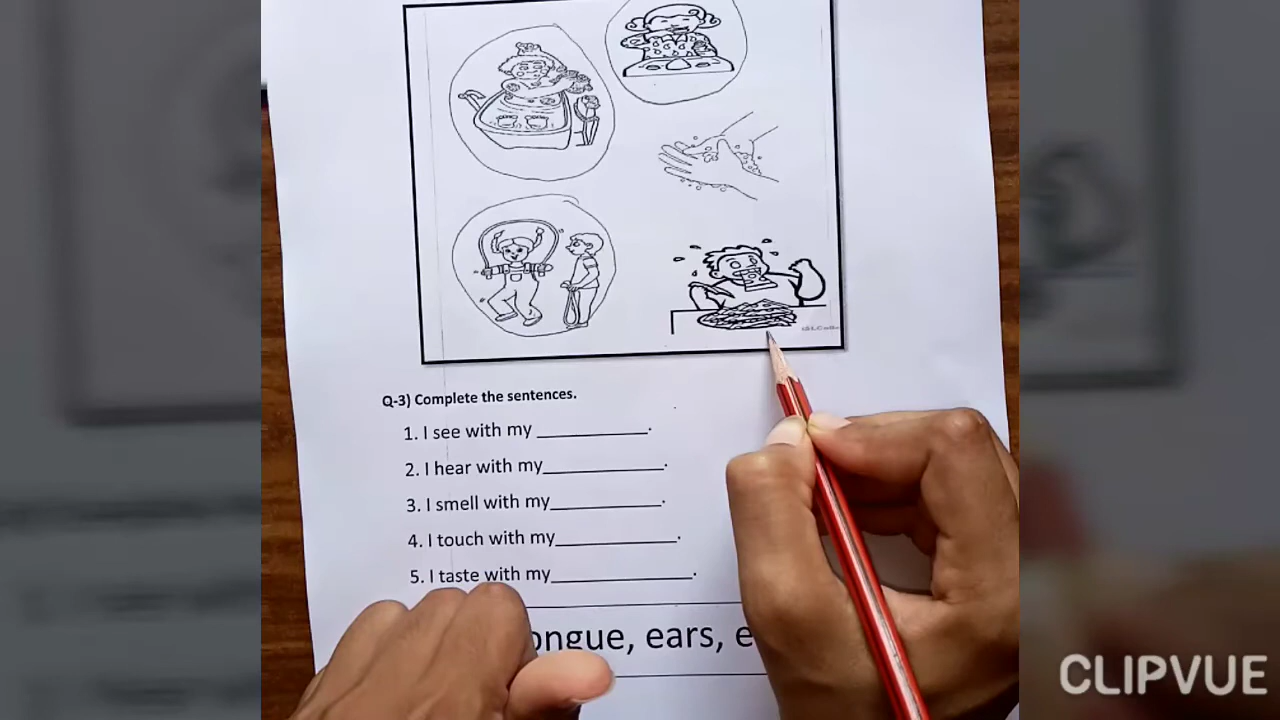 Q-3) Complete the sentences.
1. I see with my ____________.
2. I hear with my____________.
3. I smell with my____________.
4. I touch with my____________.
5. I taste with my____________.
ears,
CLIPVUE